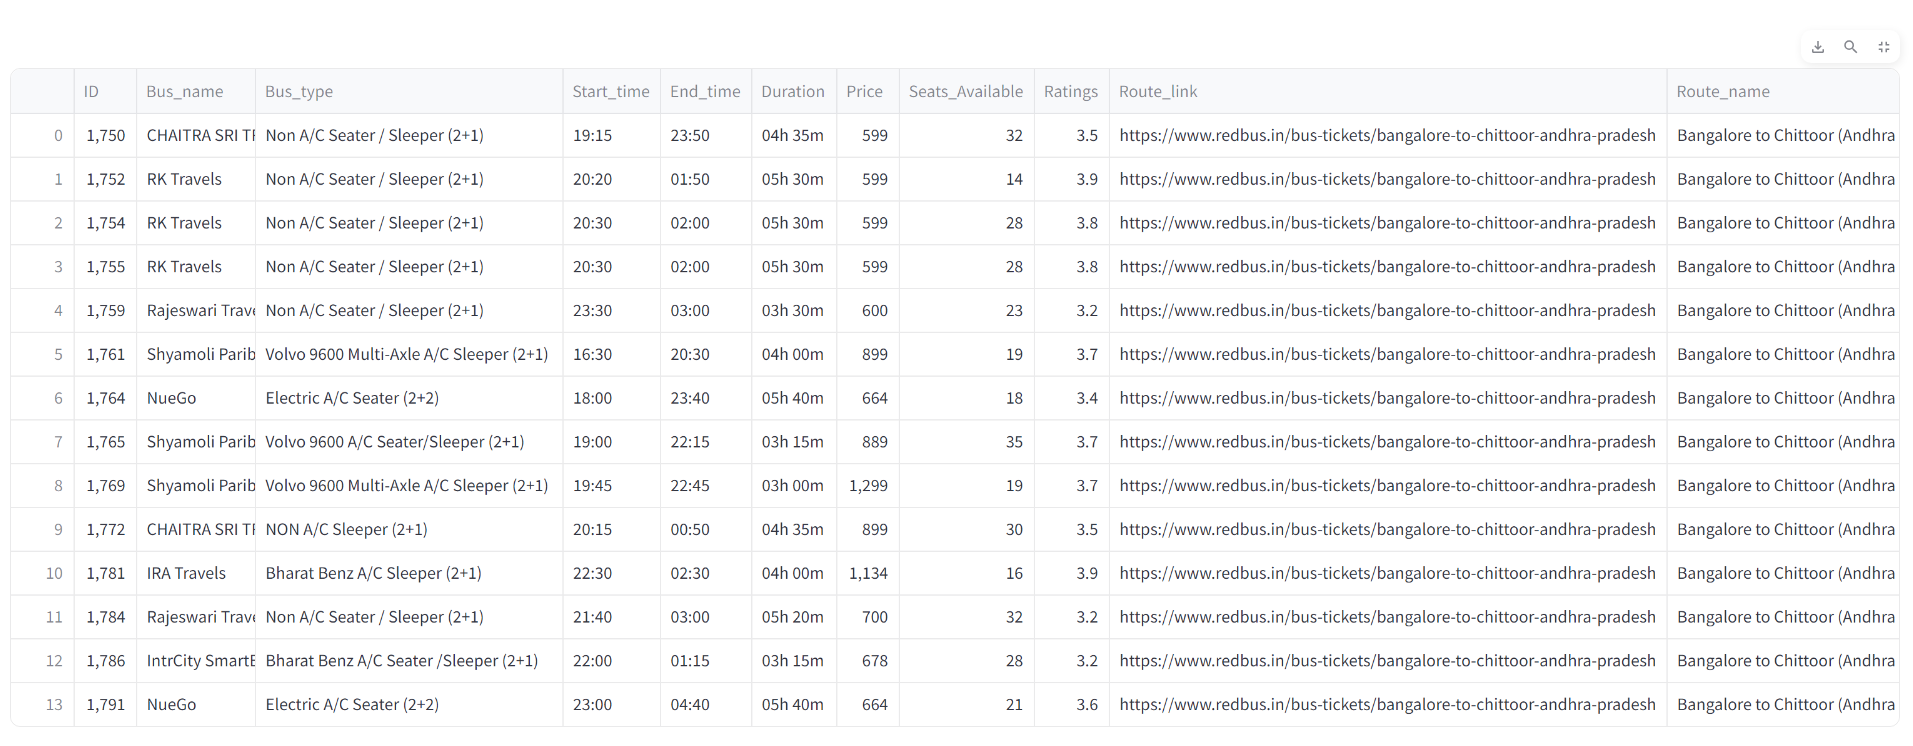 ID Bus_name Bus_type Start_time End_time Duration Price Seats_Available Ratings Route_link Route_name
0 1,750 CHAITRA SRI Non A/C Seater / Sleeper (2+1) 19:15 23:50 04h 35m 599 32 3.5 https://www.redbus.in/bus-tickets/bangalore-to-chittoor-andhra-pradesh Bangalore to Chittoor (Andhra
1 1,752 RK Travels Non A/C Seater / Sleeper (2+1) 20:20 01:50 05h 30m 599 14 3.9 https://www.redbus.in/bus-tickets/bangalore-to-chittoor-andhra-pradesh Bangalore to Chittoor (Andhra
2 1,754 RK Travels Non A/C Seater / Sleeper (2+1) 20:30 02:00 05h 30m 599 28 3.8 https://www.redbus.in/bus-tickets/bangalore-to-chittoor-andhra-pradesh Bangalore to Chittoor (Andhra
3 1,755 RK Travels Non A/C Seater / Sleeper (2+1) 20:30 02:00 05h 30m 599 28 3.8 https://www.redbus.in/bus-tickets/bangalore-to-chittoor-andhra-pradesh Bangalore to Chittoor (Andhra
4 1,759 Rajeswari Trave Non A/C Seater / Sleeper (2+1) 23:30 03:00 03h 30m 600 23 3.2 https://www.redbus.in/bus-tickets/bangalore-to-chittoor-andhra-pradesh Bangalore to Chittoor (Andhra
5 1,761 Shyamoli Parib Volvo 9600 Multi-Axle A/C Sleeper (2+1) 16:30 20:30 04h 00m 899 19 3.7 https://www.redbus.in/bus-tickets/bangalore-to-chittoor-andhra-pradesh Bangalore to Chittoor (Andhra
6 1,764 NueGo Electric A/C Seater (2+2) 18:00 23:40 05h 40m 664 18 3.4 https://www.redbus.in/bus-tickets/bangalore-to-chittoor-andhra-pradesh Bangalore to Chittoor (Andhra
7 1,765 Shyamoli Parib Volvo 9600 A/C Seater/Sleeper (2+1) 19:00 22:15 03h 15m 889 35 3.7 https://www.redbus.in/bus-tickets/bangalore-to-chittoor-andhra-pradesh Bangalore to Chittoor (Andhra
8 1,769 Shyamoli Parib Volvo 9600 Multi-Axle A/C Sleeper (2+1) 19:45 22:45 03h 00m 1,299 19 3.7 https://www.redbus.in/bus-tickets/bangalore-to-chittoor-andhra-pradesh Bangalore to Chittoor (Andhra
9 1,772 CHAITRA SRI NON A/C Sleeper (2+1) 20:15 00:50 04h 35m 899 30 3.5 https://www.redbus.in/bus-tickets/bangalore-to-chittoor-andhra-pradesh Bangalore to Chittoor (Andhra
10 1,781 IRA Travels Bharat Benz A/C Sleeper (2+1) 22:30 02:30 04h 00m 1,134 16 3.9 https://www.redbus.in/bus-tickets/bangalore-to-chittoor-andhra-pradesh Bangalore to Chittoor (Andhra
11 1,784 Rajeswari Trave Non A/C Seater / Sleeper (2+1) 21:40 03:00 05h 20m 700 32 3.2 https://www.redbus.in/bus-tickets/bangalore-to-chittoor-andhra-pradesh Bangalore to Chittoor (Andhra
12 1,786 IntrCity Smart Bharat Benz A/C Seater /Sleeper (2+1) 22:00 01:15 03h 15m 678 28 3.2 https://www.redbus.in/bus-tickets/bangalore-to-chittoor-andhra-pradesh Bangalore to Chittoor (Andhra
13 1,791 NueGo Electric A/C Seater (2+2) 23:00 04:40 05h 40m 664 21 3.6 https://www.redbus.in/bus-tickets/bangalore-to-chittoor-andhra-pradesh Bangalore to Chittoor (Andhra